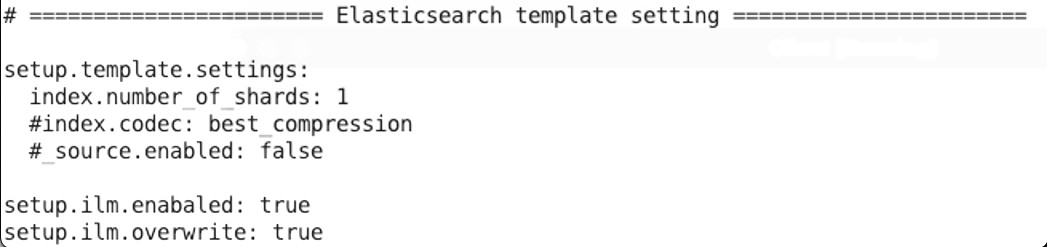 # ======================= Elasticsearch template setting =======================
setup.template.settings:
  index.number_of_shards: 1
  #index.codec: best_compression
  #_source.enabled: false
setup.ilm.enabaled: true
setup.ilm.overwrite: true